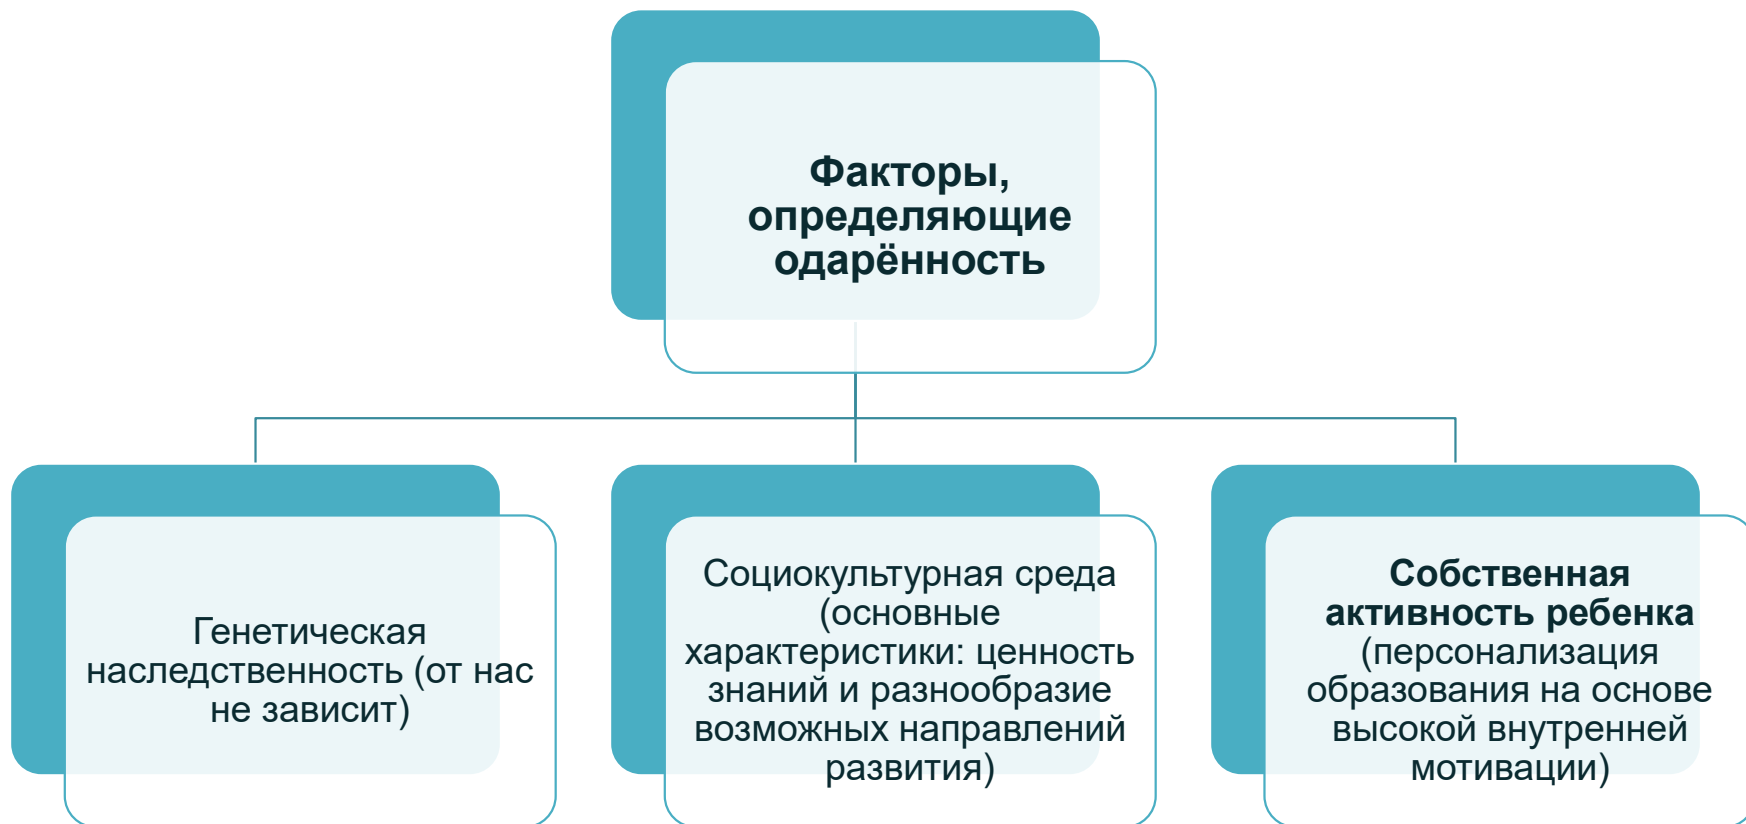 Факторы,
определяющие
одарённость
Генетическая
наследственность (от нас
не зависит)
Социокультурная среда
(основные
характеристики: ценность
знаний и разнообразие
возможных направлений
развития)
Собственная
активность ребенка
(персонализация
образования на основе
высокой внутренней
мотивации)